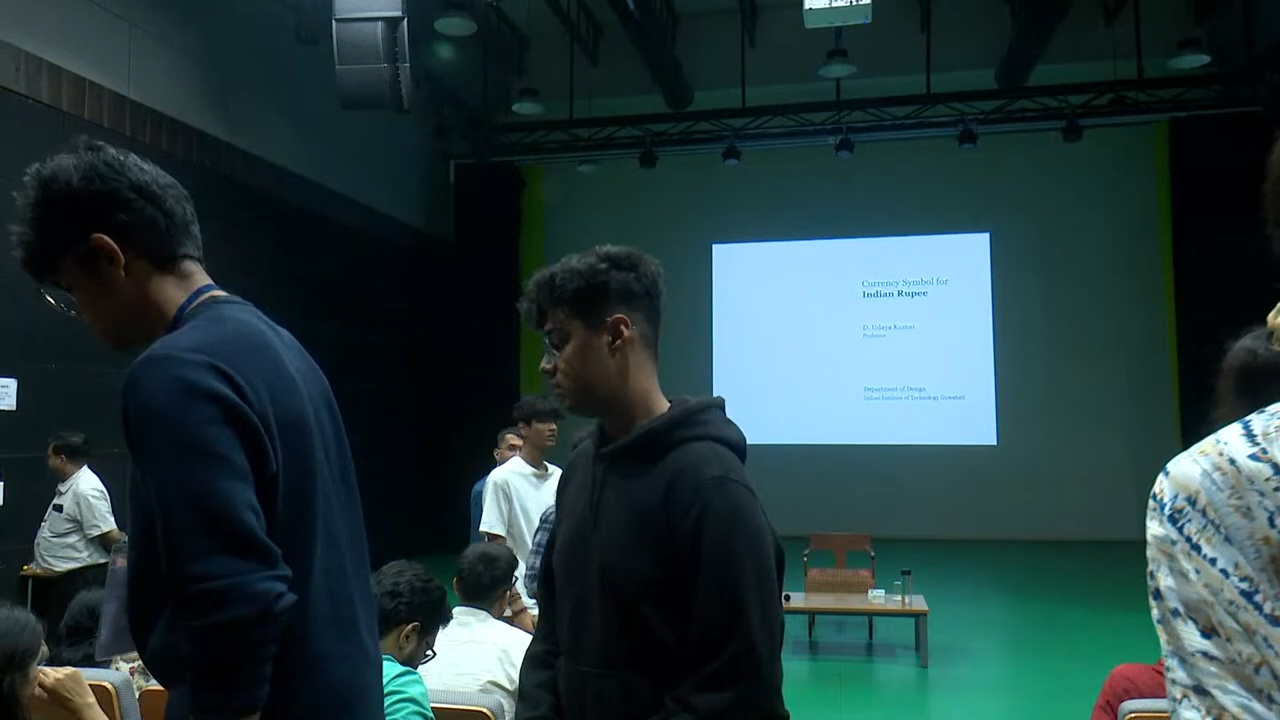 Currency Symbol for
Indian Rupee
D. Udaya Kumar
Professor
Department of Design
Indian Institute of Technology Guwahati